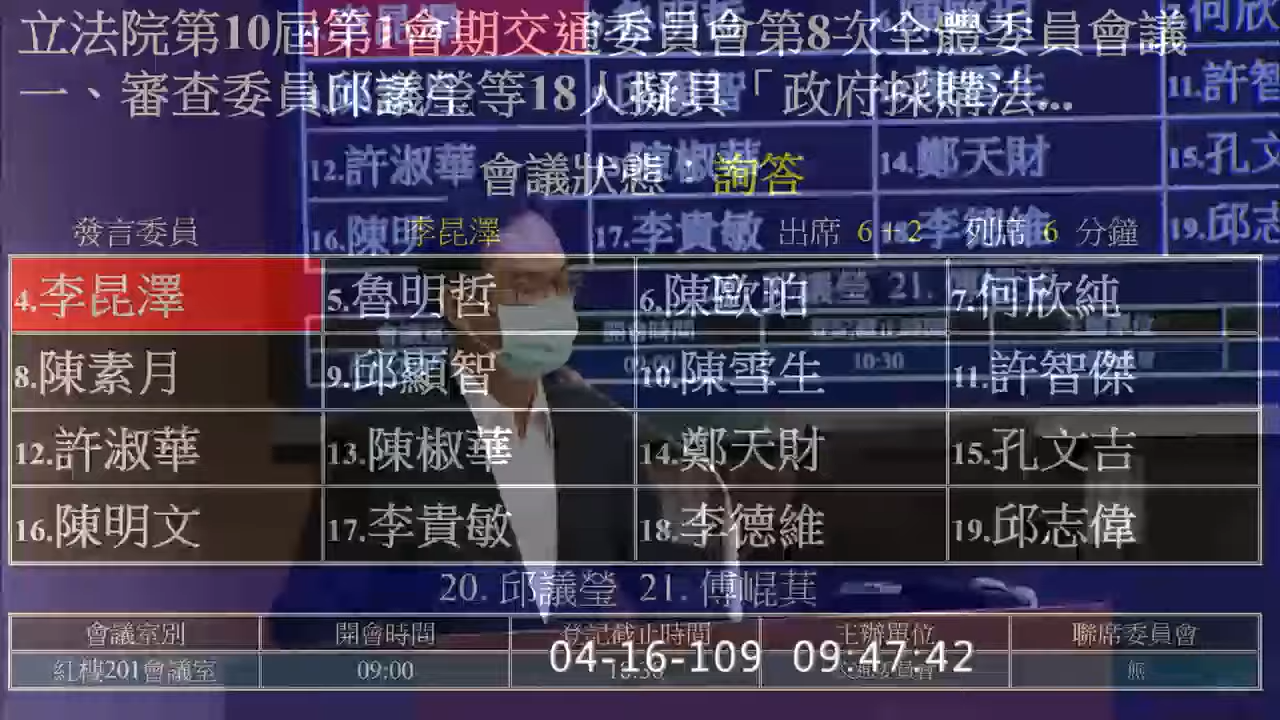 立法院第10屆第1會期交通委員會第8次全體委員會議
一、審查委員邱議瑩等18人擬具「政府採購法...
會議狀態：詢答
發言委員 李昆澤 出席 6+2 列席 6 分鐘
4.李昆澤 5.魯明哲 6.陳歐珀 7.何欣純
8.陳素月 9.邱顯智 10.陳雪生 11.許智傑
12.許淑華 13.陳椒華 14.鄭天財 15.孔文吉
16.陳明文 17.李貴敏 18.李德維 19.邱志偉
20. 邱議瑩 21. 傅崐萁
會議室別 開會時間 登記截止時間 主辦單位 聯席委員會
紅樓201會議室 09:00 10:30 交通委員會 無
04-16-109 09:47:42